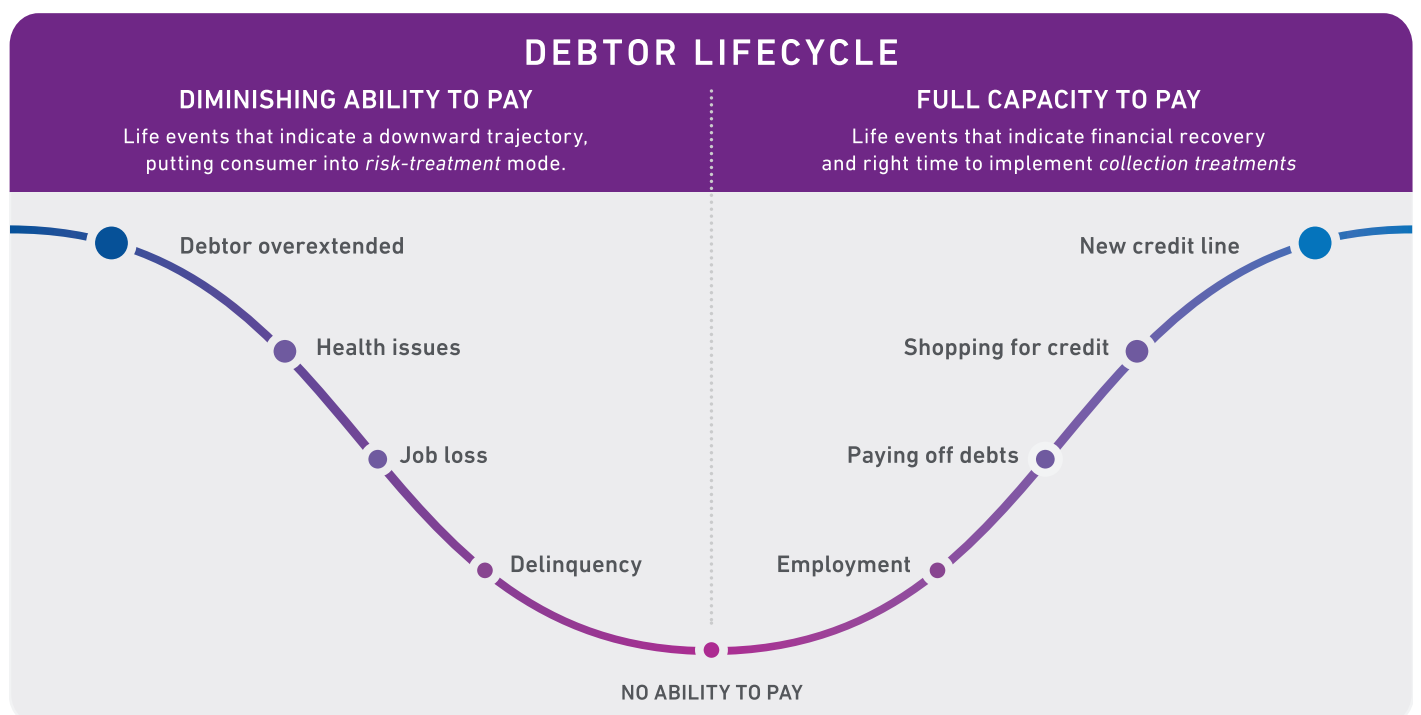 DEBTOR LIFECYCLE
DIMINISHING ABILITY TO PAY
Life events that indicate a downward trajectory,
putting consumer into risk-treatment mode.
FULL CAPACITY TO PAY
Life events that indicate financial recovery
and right time to implement collection treatments
Debtor overextended
Health issues
Job loss
Delinquency
New credit line
Shopping for credit
Paying off debts
Employment
NO ABILITY TO PAY